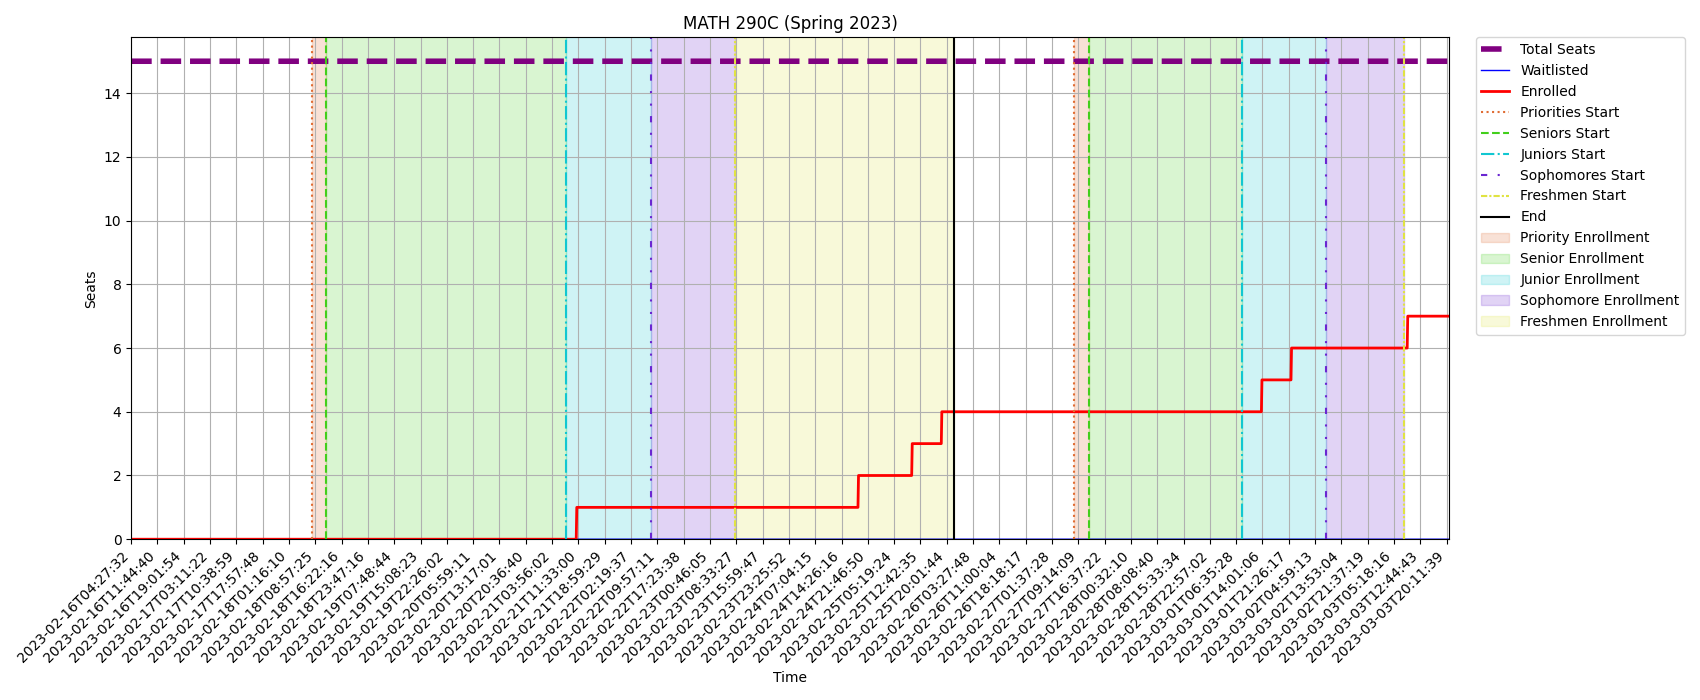 MATH 290C (Spring 2023)
Seats
14
12
10
8
6
4
2
0
2023-02-16T04:27:32
2023-02-16T11:44:40
2023-02-16T19:01:54
2023-02-17T03:11:22
2023-02-17T10:38:59
2023-02-17T17:57:48
2023-02-18T01:16:10
2023-02-18T08:57:25
2023-02-18T16:22:16
2023-02-18T23:47:16
2023-02-19T07:48:44
2023-02-19T15:08:23
2023-02-19T22:26:02
2023-02-20T05:59:11
2023-02-20T13:17:01
2023-02-20T20:36:40
2023-02-21T03:56:02
2023-02-21T11:33:00
2023-02-21T18:59:29
2023-02-22T02:19:37
2023-02-22T09:57:11
2023-02-22T17:23:38
2023-02-23T00:46:05
2023-02-23T08:33:27
2023-02-23T15:59:47
2023-02-23T23:25:52
2023-02-24T07:04:15
2023-02-24T14:26:16
2023-02-24T21:46:50
2023-02-25T05:19:24
2023-02-25T12:42:35
2023-02-25T20:01:44
2023-02-26T03:27:48
2023-02-26T11:00:04
2023-02-26T18:18:17
2023-02-27T01:37:28
2023-02-27T09:14:09
2023-02-27T16:37:22
2023-02-28T00:32:10
2023-02-28T08:08:40
2023-02-28T15:33:34
2023-02-28T22:57:02
2023-03-01T06:35:28
2023-03-01T14:01:06
2023-03-01T21:26:17
2023-03-02T04:59:13
2023-03-02T13:53:04
2023-03-02T21:37:19
2023-03-03T05:18:16
2023-03-03T12:44:43
2023-03-03T20:11:39
Time
Total Seats
Waitlisted
Enrolled
Priorities Start
Seniors Start
Juniors Start
Sophomores Start
Freshmen Start
End
Priority Enrollment
Senior Enrollment
Junior Enrollment
Sophomore Enrollment
Freshmen Enrollment